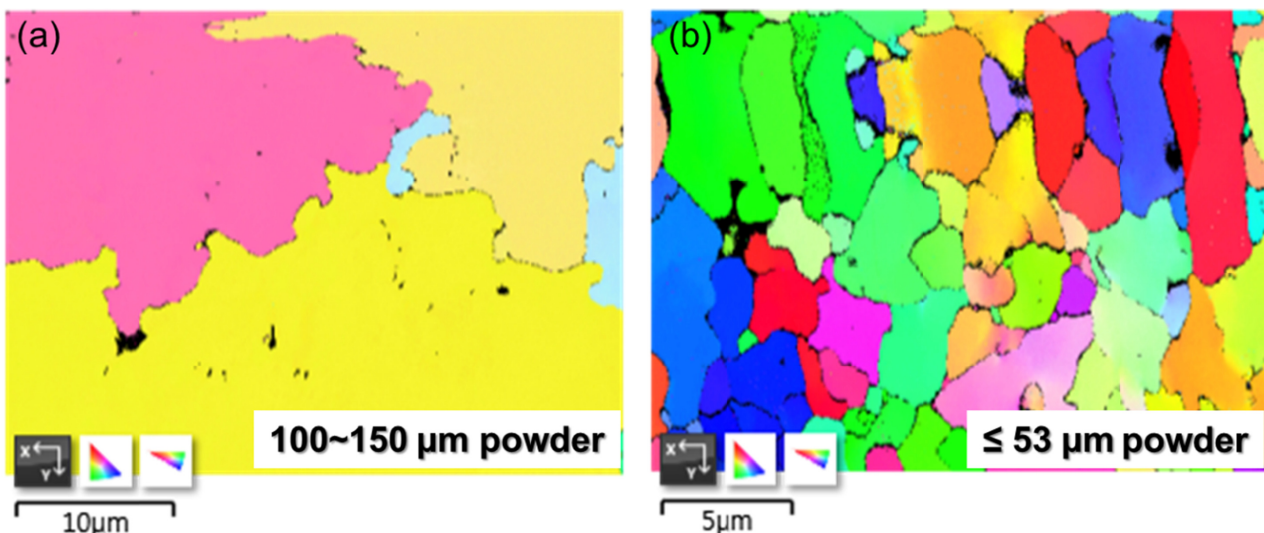 (a)
(b)
100~150 µm powder
≤ 53 µm powder
X
Y
X
Y
10µm
5µm